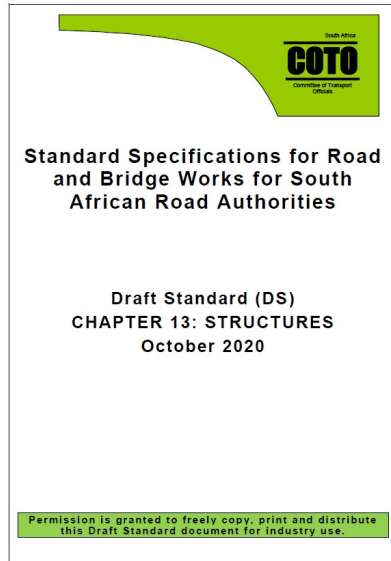 South Africa
COTO
Committee of Transport
Officials
Standard Specifications for Road
and Bridge Works for South
African Road Authorities
Draft Standard (DS)
CHAPTER 13: STRUCTURES
October 2020
Permission is granted to freely copy, print and distribute
this Draft Standard document for industry use.